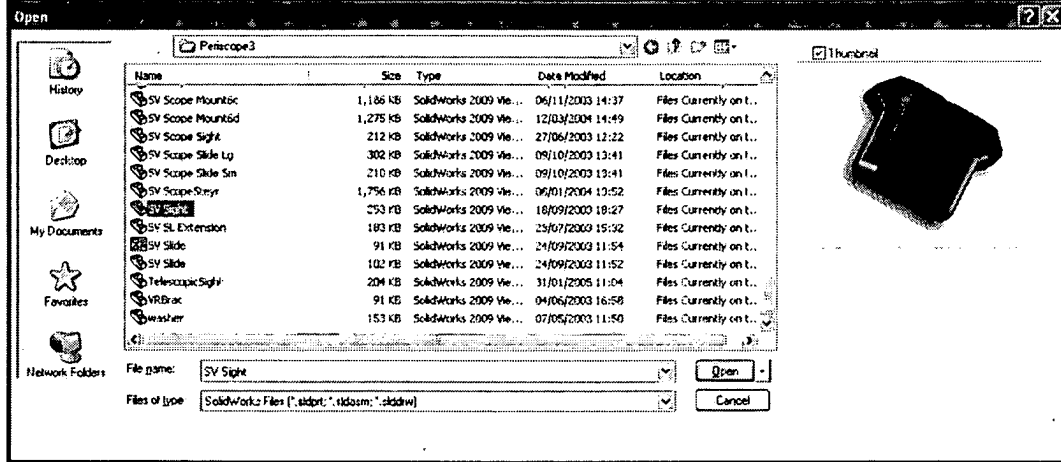 Open
Periscope3
Thumbnail
History
Desktop
My Documents
Favorites
Network Folders
Name Size Type Date Modified Location
SV Scope Mount6c 1,186 KB SolidWorks 2009 Vie... 06/11/2003 14:37 Files Currently on t...
SV Scope Mount6d 1,275 KB SolidWorks 2009 Vie... 12/03/2004 14:49 Files Currently on t...
SV Scope Sight 212 KB SolidWorks 2009 Vie... 27/06/2003 12:22 Files Currently on t...
SV Scope Slide Lg 302 KB SolidWorks 2009 Vie... 09/10/2003 13:41 Files Currently on t...
SV Scope Slide Sm 210 KB SolidWorks 2009 Vie... 09/10/2003 13:41 Files Currently on t...
SV ScopeSteyr 1,756 KB SolidWorks 2009 Vie... 06/01/2004 13:52 Files Currently on t...
SV Sight 253 KB SolidWorks 2009 Vie... 18/09/2003 18:27 Files Currently on t...
SV SL Extension 183 KB SolidWorks 2009 Vie... 25/07/2003 15:32 Files Currently on t...
SV Slide 91 KB SolidWorks 2009 Vie... 24/09/2003 11:54 Files Currently on t...
SV Slide 102 KB SolidWorks 2009 Vie... 24/09/2003 11:52 Files Currently on t...
TelescopicSight 204 KB SolidWorks 2009 Vie... 31/01/2005 11:04 Files Currently on t...
VRBrac 91 KB SolidWorks 2009 Vie... 04/06/2003 16:58 Files Currently on t...
washer 153 KB SolidWorks 2009 Vie... 07/05/2003 11:50 Files Currently on t...
File name: SV Sight Open
Files of type: SolidWorks Files (*.sldprt; *.sldasm; *.slddrw) Cancel